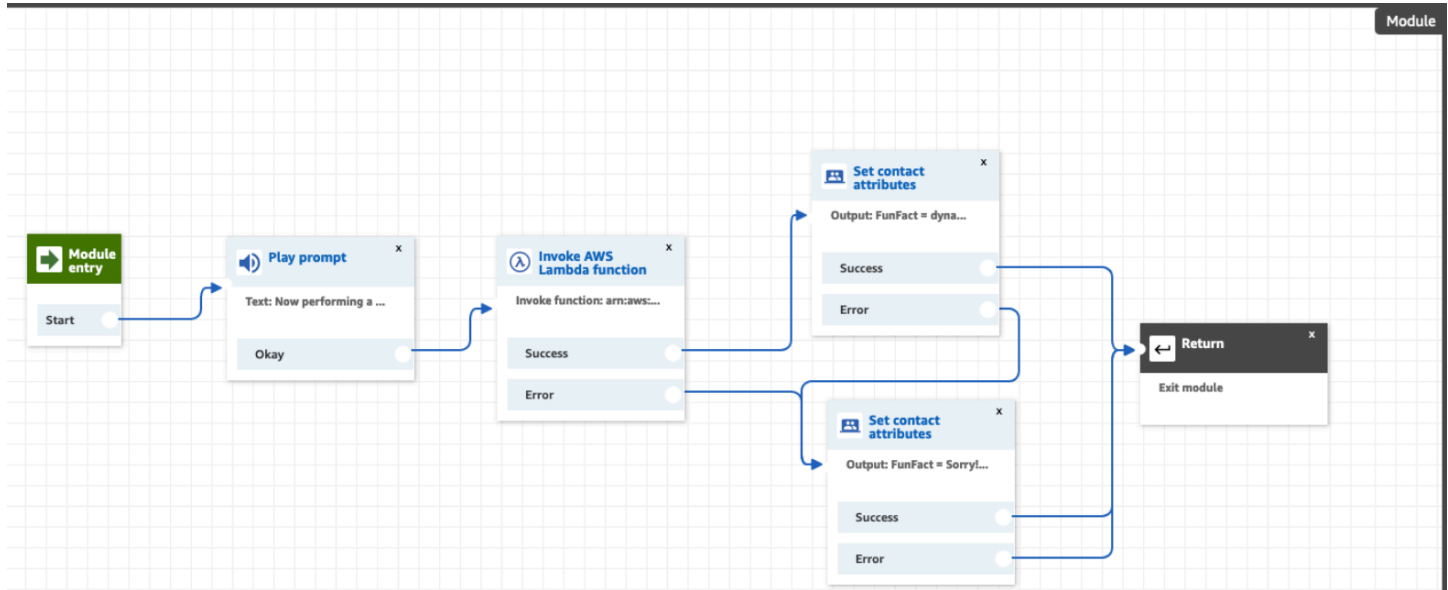 Module
Module
entry
Start
Play prompt
x
Text: Now performing a ...
Okay
Invoke AWS
Lambda function
x
Invoke function: arn:aws:...
Success
Error
Set contact
attributes
x
Output: FunFact = dyna...
Success
Error
Set contact
attributes
x
Output: FunFact = Sorry!...
Success
Error
Return
x
Exit module